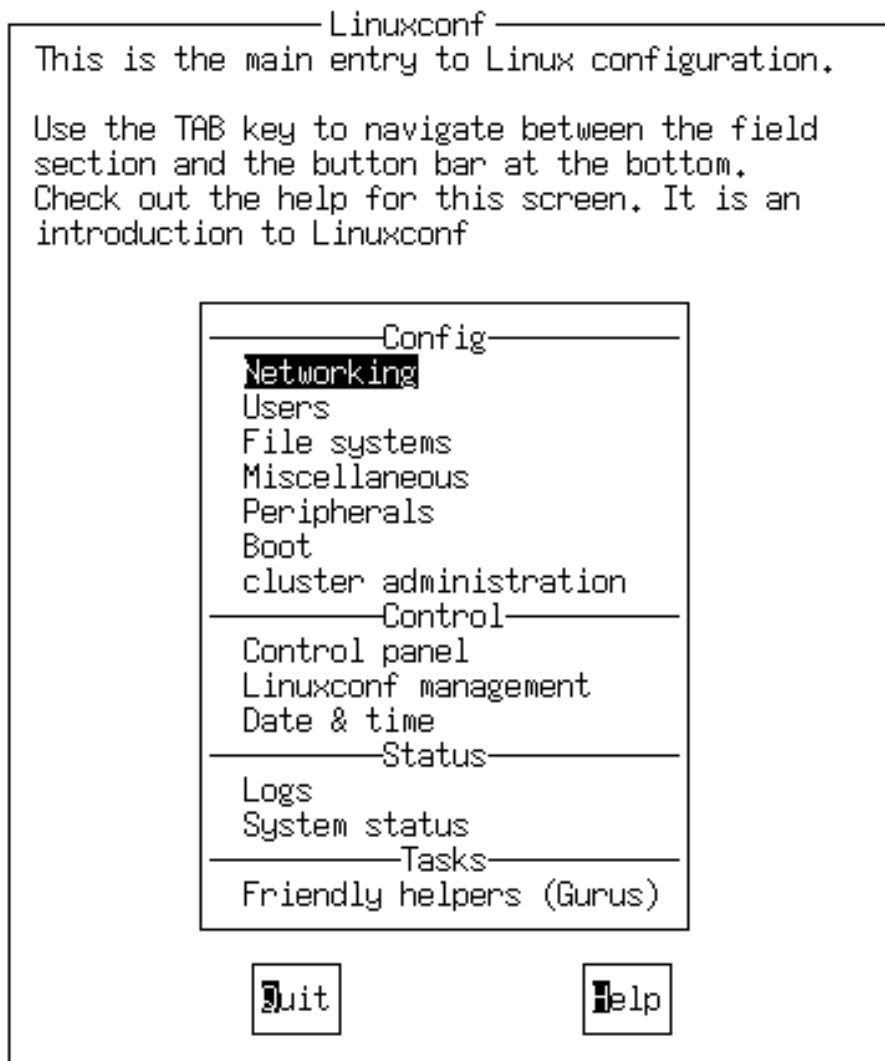 Linuxconf
This is the main entry to Linux configuration.
Use the TAB key to navigate between the field
section and the button bar at the bottom.
Check out the help for this screen. It is an
introduction to Linuxconf
Config
Networking
Users
File systems
Miscellaneous
Peripherals
Boot
cluster administration
Control
Control panel
Linuxconf management
Date & time
Status
Logs
System status
Tasks
Friendly helpers (Gurus)
Quit Help